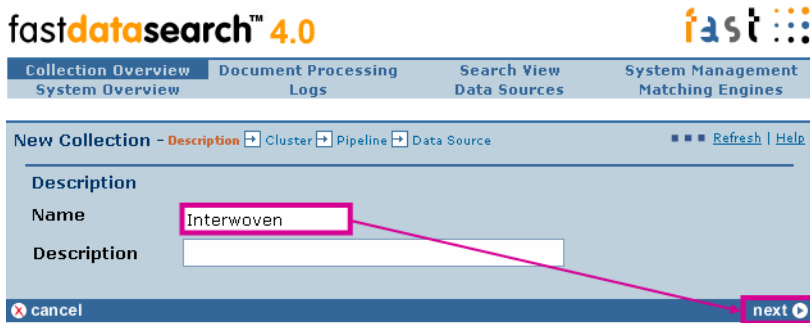 fastdatasearch™ 4.0
fast
Collection Overview Document Processing Search View System Management
System Overview Logs Data Sources Matching Engines
New Collection - Description Cluster Pipeline Data Source Refresh | Help
Description
Name Interwoven
Description
cancel next